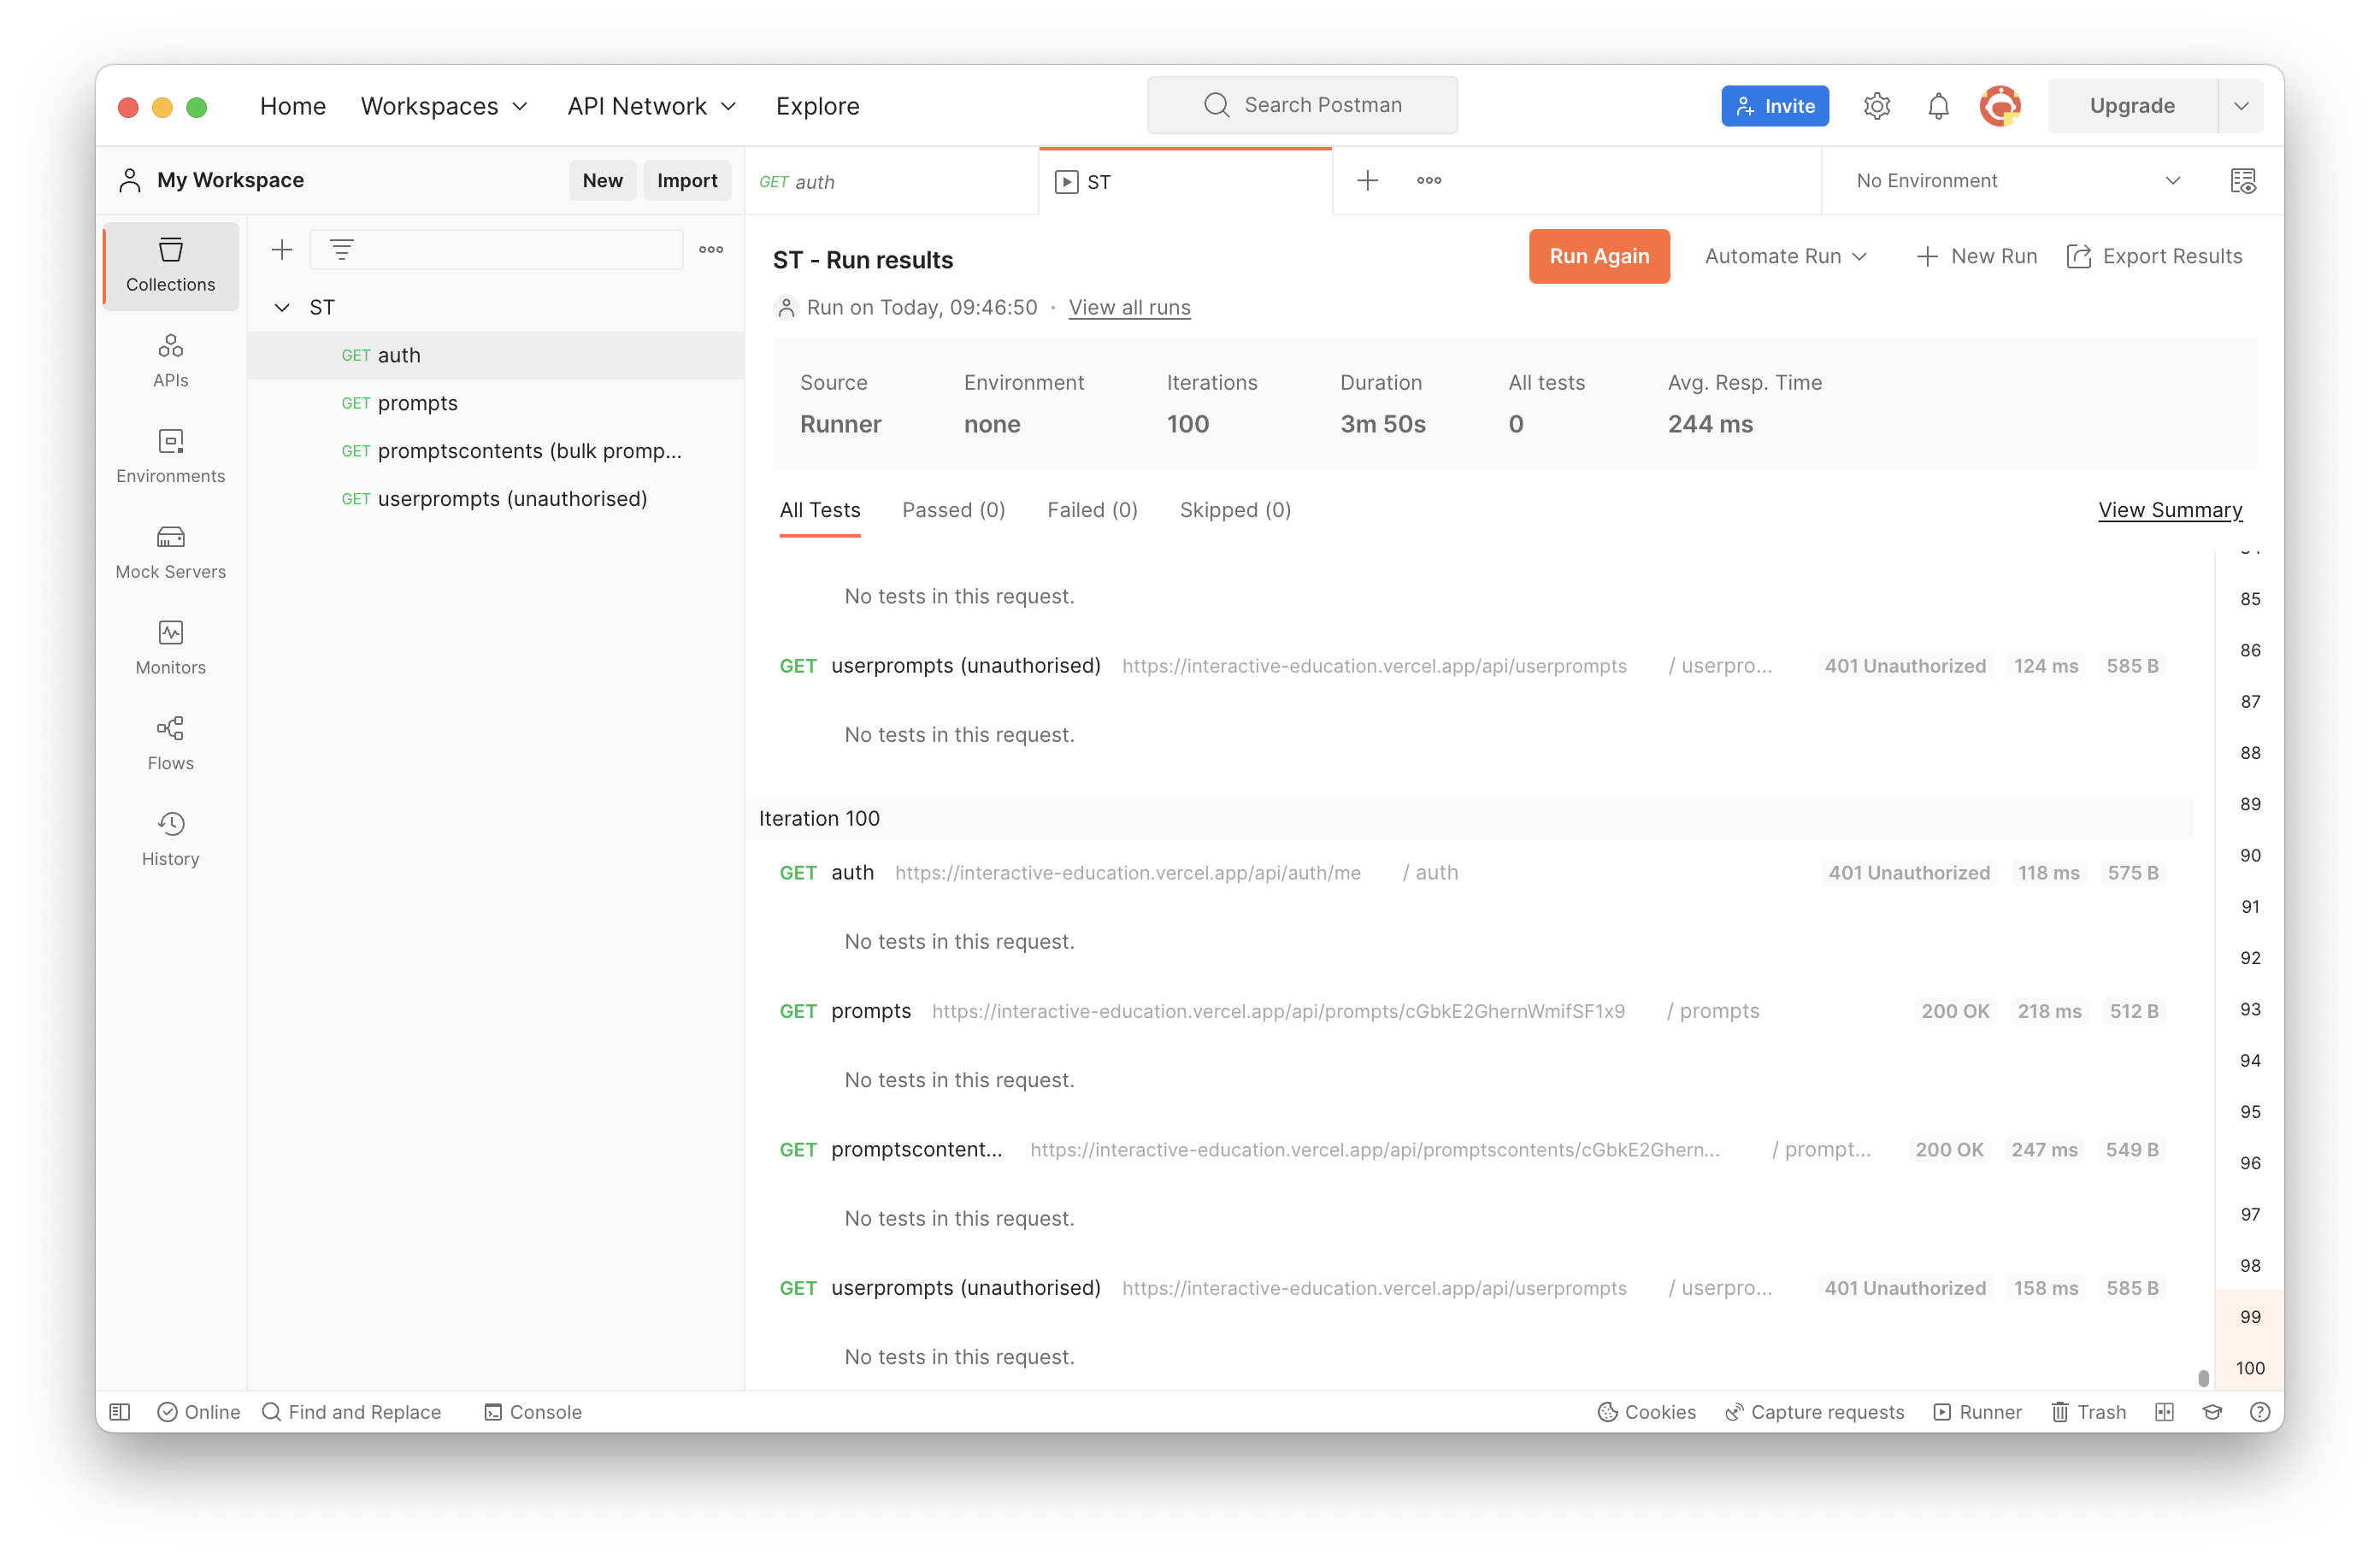 Home Workspaces API Network Explore Search Postman Invite Upgrade
My Workspace New Import GET auth ST No Environment
Collections
APIs
Environments
Mock Servers
Monitors
Flows
History
ST
GET auth
GET prompts
GET promptscontents (bulk promp...
GET userprompts (unauthorised)
ST - Run results Run Again Automate Run New Run Export Results
Run on Today, 09:46:50 · View all runs
Source Environment Iterations Duration All tests Avg. Resp. Time
Runner none 100 3m 50s 0 244 ms
All Tests Passed (0) Failed (0) Skipped (0) View Summary
No tests in this request.
GET userprompts (unauthorised) https://interactive-education.vercel.app/api/userprompts / userpro... 401 Unauthorized 124 ms 585 B
No tests in this request.
Iteration 100
GET auth https://interactive-education.vercel.app/api/auth/me / auth 401 Unauthorized 118 ms 575 B
No tests in this request.
GET prompts https://interactive-education.vercel.app/api/prompts/cGbkE2GhernWmifSF1x9 / prompts 200 OK 218 ms 512 B
No tests in this request.
GET promptscontent... https://interactive-education.vercel.app/api/promptscontents/cGbkE2Ghern... / prompt... 200 OK 247 ms 549 B
No tests in this request.
GET userprompts (unauthorised) https://interactive-education.vercel.app/api/userprompts / userpro... 401 Unauthorized 158 ms 585 B
No tests in this request.
85
86
87
88
89
90
91
92
93
94
95
96
97
98
99
100
Online Find and Replace Console Cookies Capture requests Runner Trash